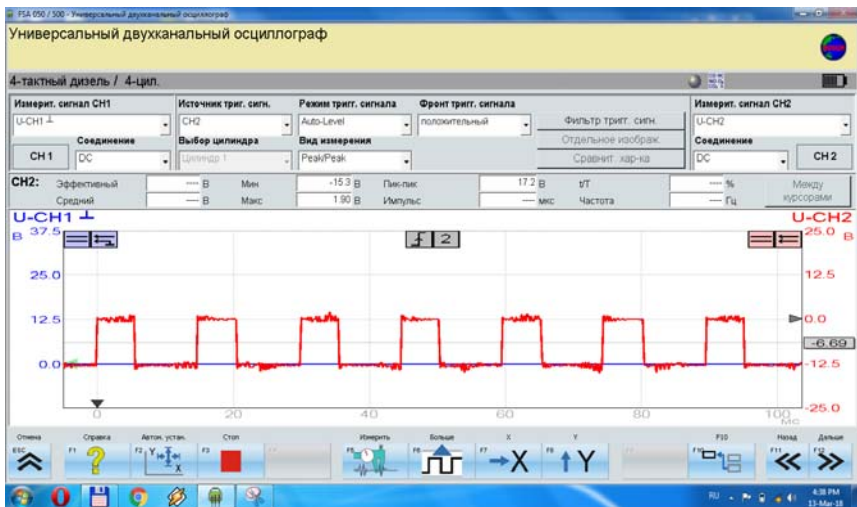 FSA 050 / 500 - Универсальный двухканальный осциллограф
Универсальный двухканальный осциллограф
4-тактный дизель / 4-цил.
Измерит. сигнал CH1
Источник триг. сигн.
Режим тригг. сигнала
Фронт тригг. сигнала
Измерит. сигнал CH2
U-CH1
CH2
Auto-Level
положительный
Фильтр тригг. сигн.
U-CH2
Соединение
Выбор цилиндра
Вид измерения
Отдельное изображ.
Соединение
CH 1
DC
Цилиндр 1
Peak/Peak
Сравнит. хар-ка
DC
CH 2
CH2:
Эффективный
---- В
Мин
-15.3 В
Пик-пик
17.2 В
t/T
---- %
Между курсорами
Средний
---- В
Макс
1.90 В
Импульс
---- мкс
Частота
---- Гц
U-CH1
U-CH2
В 37.5
25.0 В
2
25.0
12.5
12.5
0.0
-6.69
0.0
-12.5
-25.0
0
20
40
60
80
100
мс
Отмена
Справка
Автом. устан.
Стоп
Измерить
Больше
X
Y
F10
Назад
Дальше
ESC
F1
F2
Y
X
F3
F5
F6
F7
X
F8
Y
F10
F11
F12
RU
4:38 PM
13-Mar-18